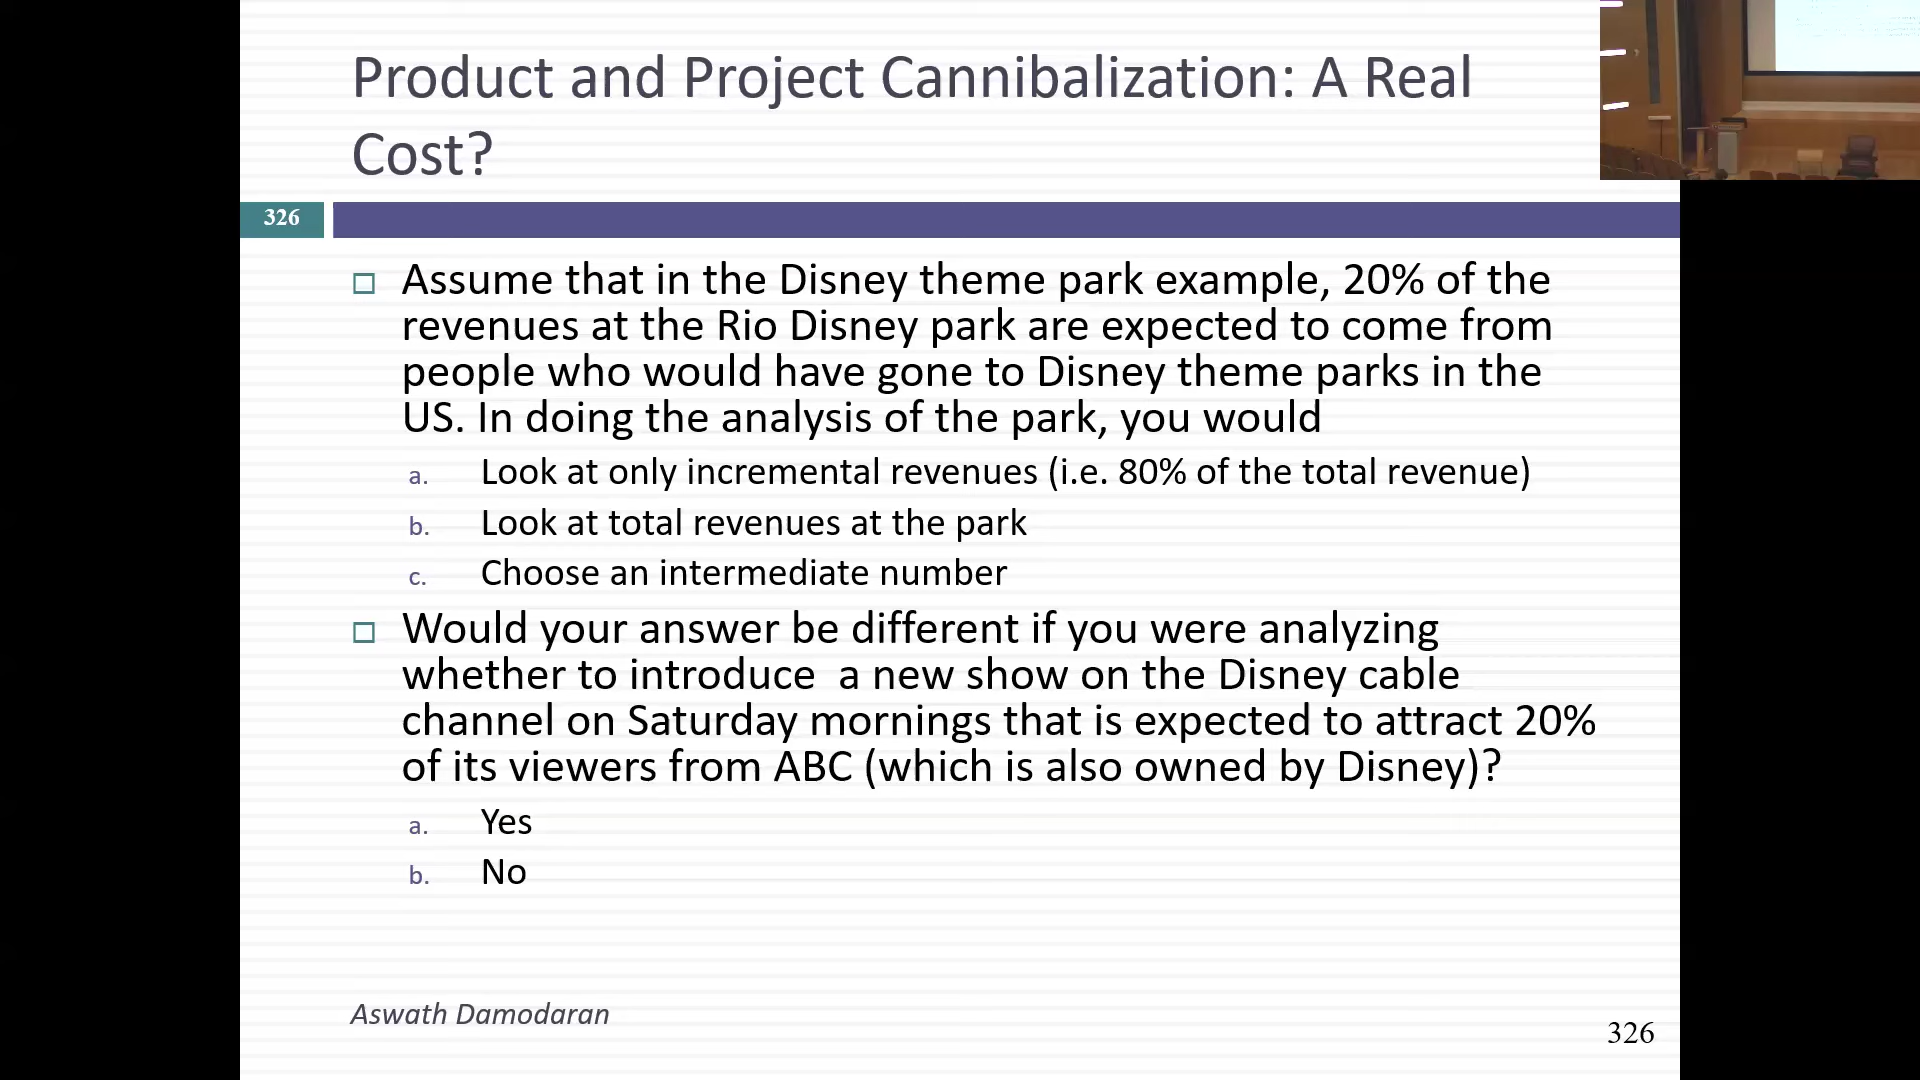 Product and Project Cannibalization: A Real
Cost?
326
Assume that in the Disney theme park example, 20% of the
revenues at the Rio Disney park are expected to come from
people who would have gone to Disney theme parks in the
US. In doing the analysis of the park, you would
a. Look at only incremental revenues (i.e. 80% of the total revenue)
b. Look at total revenues at the park
c. Choose an intermediate number
Would your answer be different if you were analyzing
whether to introduce  a new show on the Disney cable
channel on Saturday mornings that is expected to attract 20%
of its viewers from ABC (which is also owned by Disney)?
a. Yes
b. No
Aswath Damodaran
326